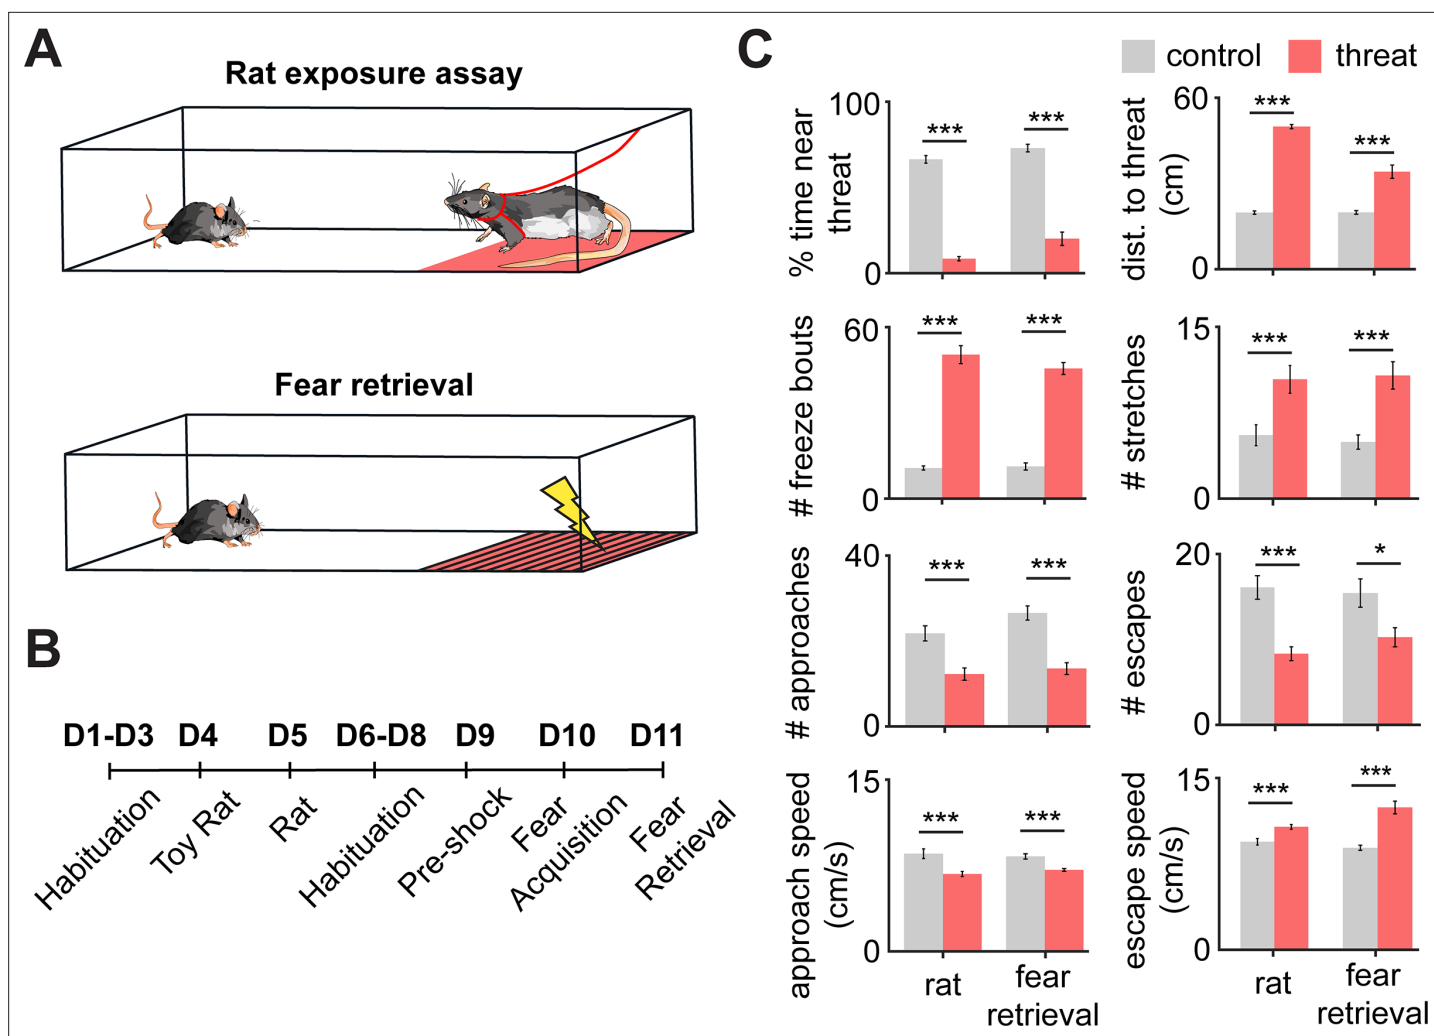 A
Rat exposure assay
Fear retrieval
B
D1-D3 D4 D5 D6-D8 D9 D10 D11
Habituation
Toy Rat
Rat
Habituation
Pre-shock
Fear
Acquisition
Fear
Retrieval
C
control threat
% time near
threat
100
0
***
***
dist. to threat
(cm)
60
0
***
***
# freeze bouts
60
0
***
***
# stretches
15
0
***
***
# approaches
40
0
***
***
# escapes
20
0
***
*
approach speed
(cm/s)
15
0
***
***
rat
fear
retrieval
escape speed
(cm/s)
15
0
***
***
rat
fear
retrieval